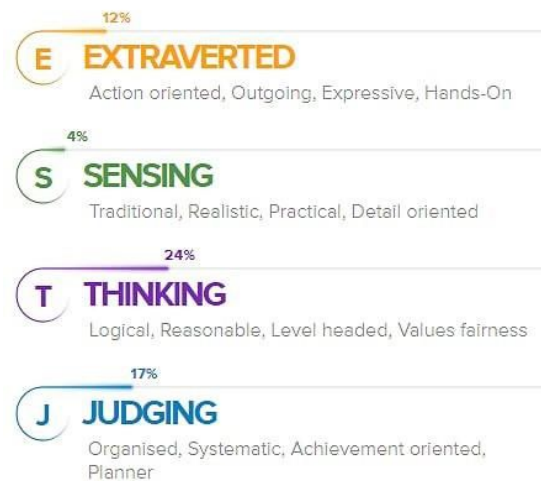 12%
E EXTRAVERTED
Action oriented, Outgoing, Expressive, Hands-On
4%
S SENSING
Traditional, Realistic, Practical, Detail oriented
24%
T THINKING
Logical, Reasonable, Level headed, Values fairness
17%
J JUDGING
Organised, Systematic, Achievement oriented,
Planner